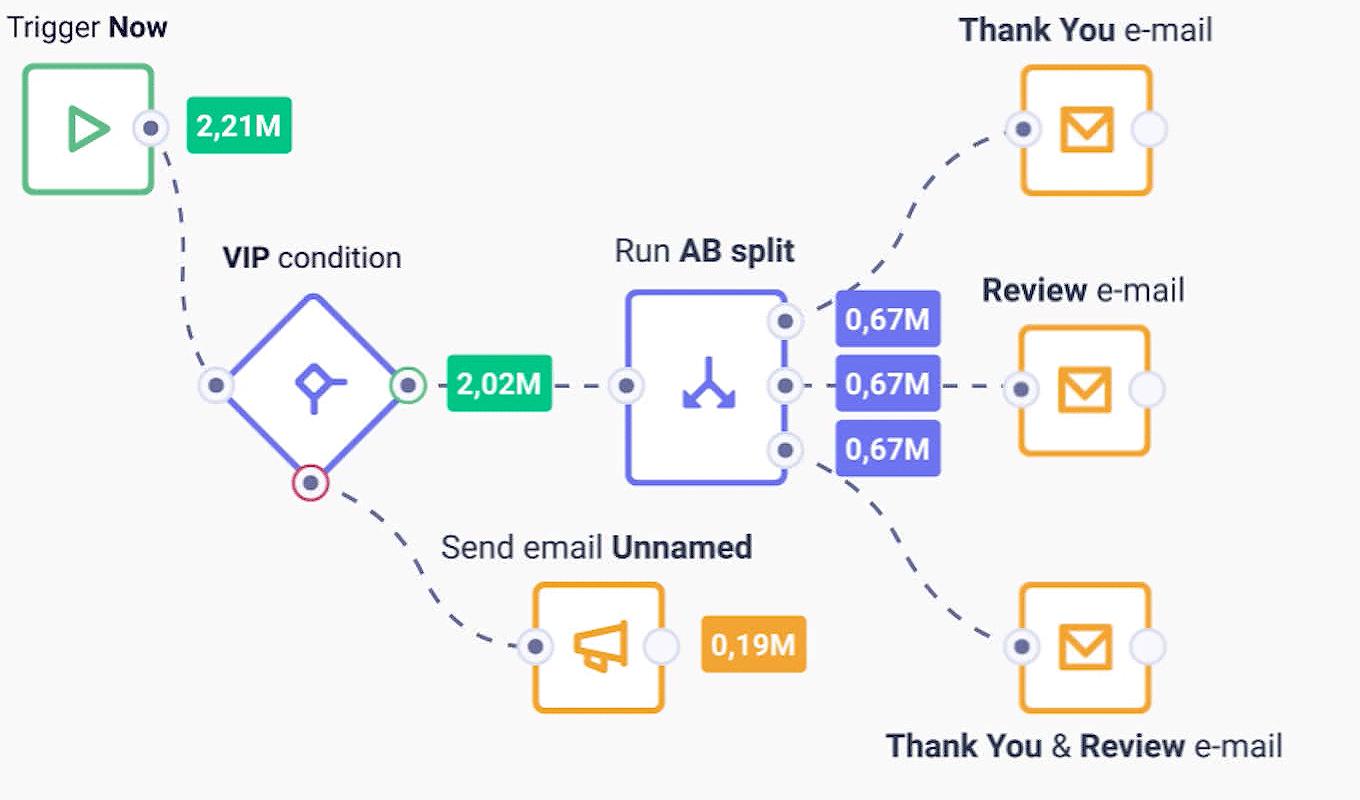 Trigger Now
Thank You e-mail
2,21M
VIP condition
Run AB split
Review e-mail
0,67M
2,02M
0,67M
0,67M
Send email Unnamed
0,19M
Thank You & Review e-mail